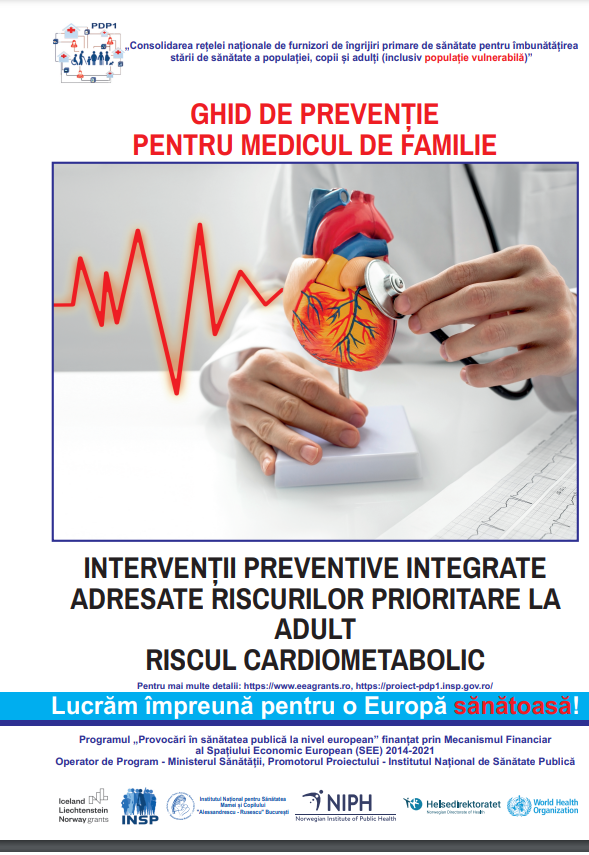 PDP1
„Consolidarea rețelei naționale de furnizori de îngrijiri primare de sănătate pentru îmbunătățirea
stării de sănătate a populației, copii și adulți (inclusiv populație vulnerabilă)”
GHID DE PREVENȚIE
PENTRU MEDICUL DE FAMILIE
INTERVENȚII PREVENTIVE INTEGRATE
ADRESATE RISCURILOR PRIORITARE LA
ADULT
RISCUL CARDIOMETABOLIC
Pentru mai multe detalii: https://www.eeagrants.ro, https://proiect-pdp1.insp.gov.ro/
Lucrăm împreună pentru o Europă sănătoasă!
Programul „Provocări în sănătatea publică la nivel european” finanțat prin Mecanismul Financiar
al Spațiului Economic European (SEE) 2014-2021
Operator de Program - Ministerul Sănătății, Promotorul Proiectului - Institutul Național de Sănătate Publică
Iceland
Liechtenstein
Norway grants
INSP
Institutul Național pentru Sănătatea
Mamei și Copilului
"Alessandrescu - Rusescu" București
NIPH
Norwegian Institute of Public Health
Helsedirektoratet
Norwegian Directorate of Health
World Health
Organization